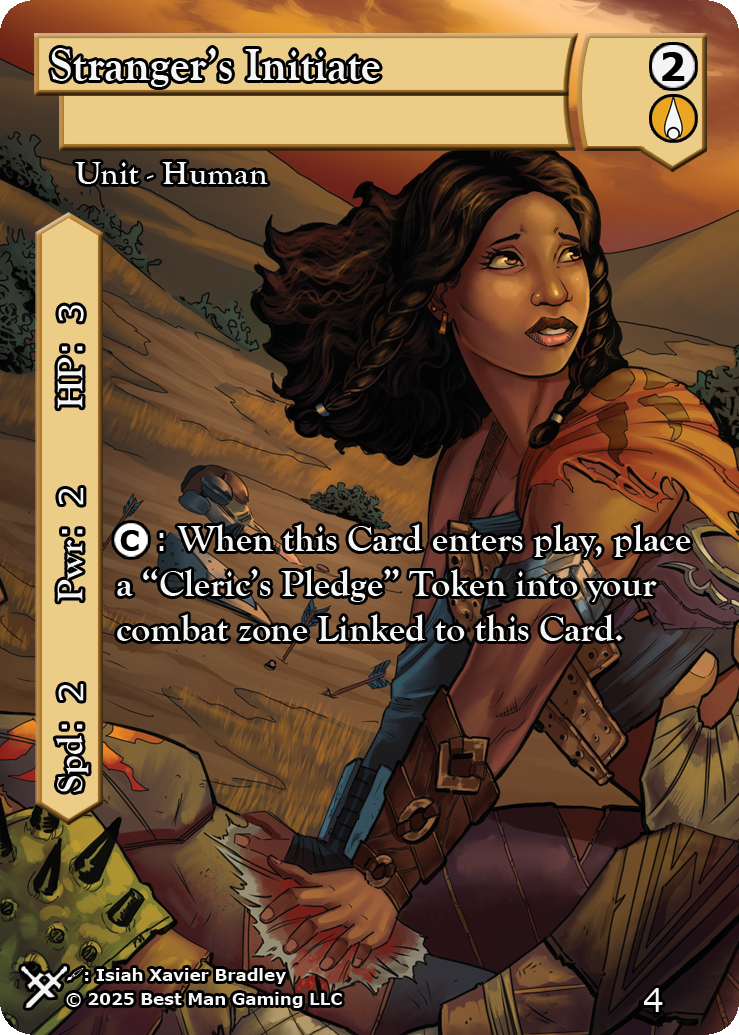 Stranger's Initiate
2
Unit - Human
HP: 3
Pwr: 2
Spd: 2
C : When this Card enters play, place
a “Cleric's Pledge” Token into your
combat zone Linked to this Card.
: Isiah Xavier Bradley
© 2025 Best Man Gaming LLC
4